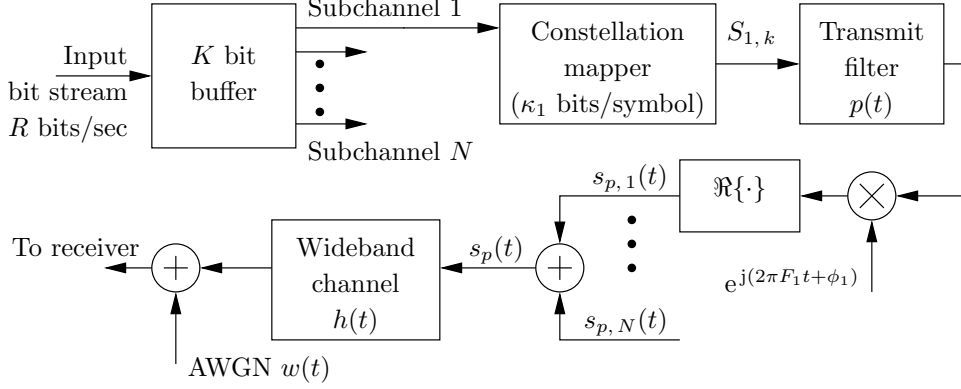 Subchannel 1
Input
bit stream
R bits/sec
K bit
buffer
Subchannel N
Constellation
mapper
(κ₁ bits/symbol)
S₁,ₖ
Transmit
filter
p(t)
To receiver
AWGN w(t)
Wideband
channel
h(t)
sₚ(t)
sₚ,₁(t)
sₚ,N(t)
ℜ{·}
e^{j(2πF₁t+ϕ₁)}